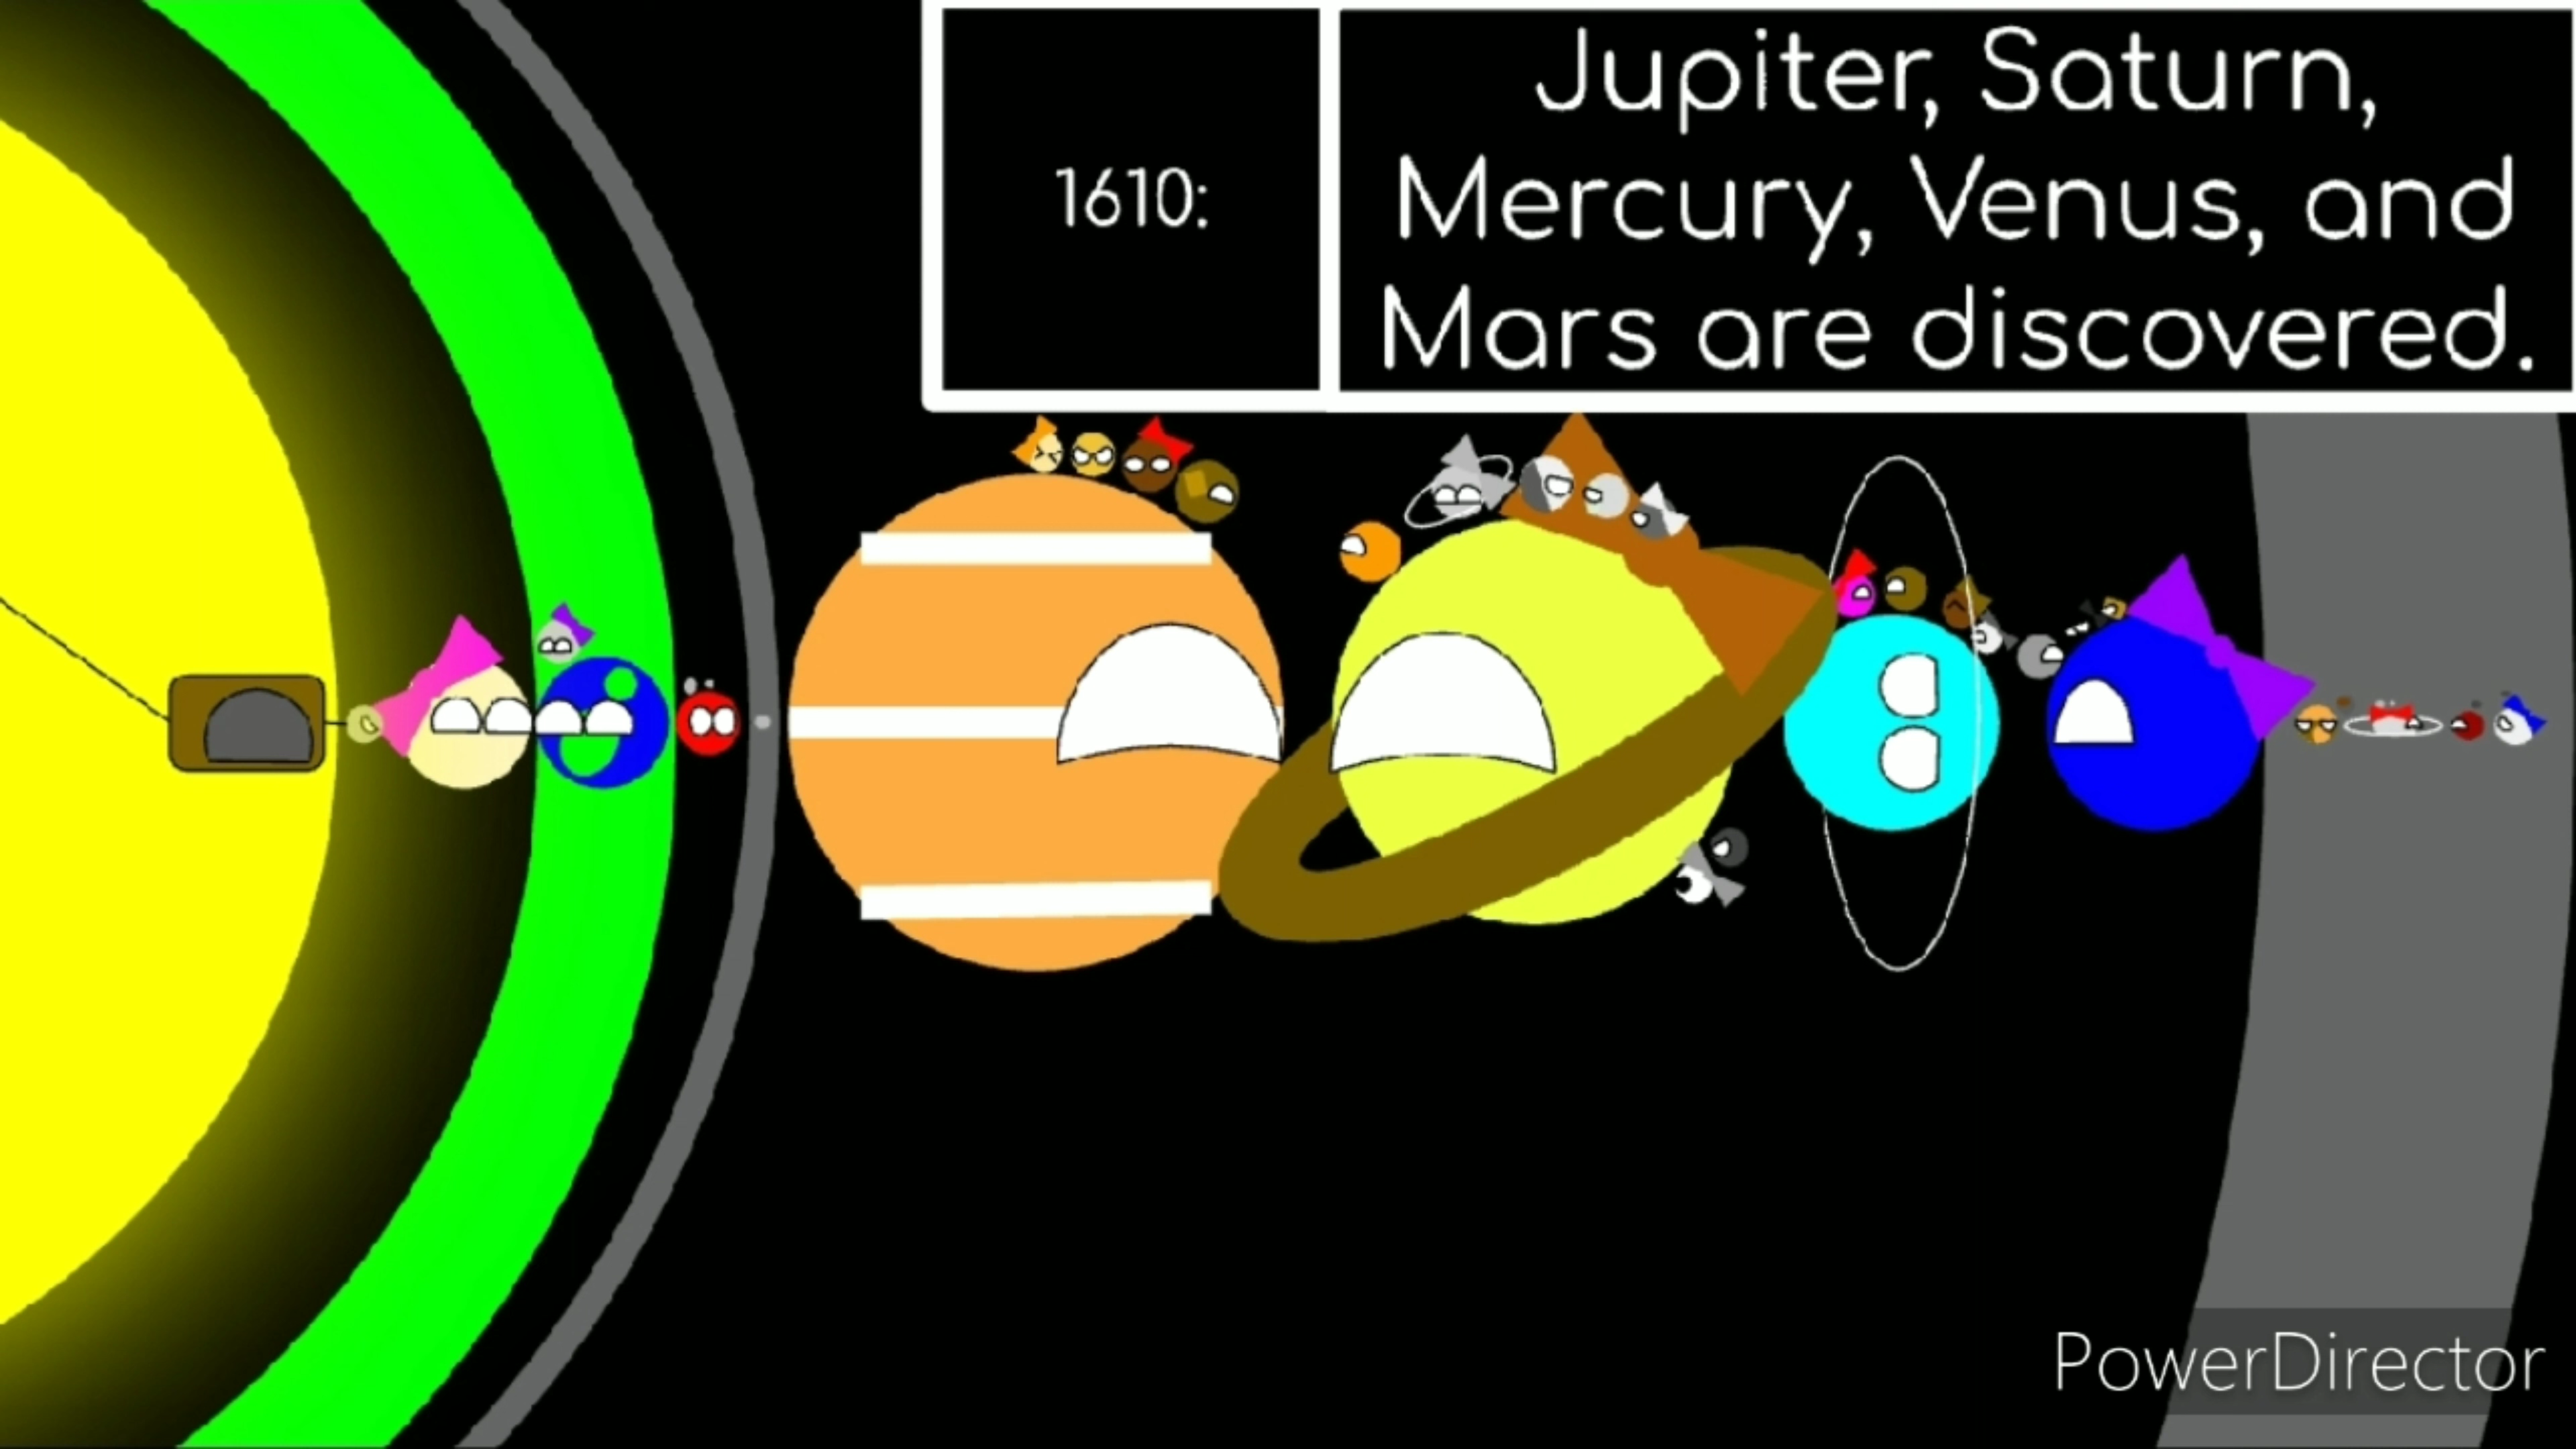 1610:
Jupiter, Saturn,
Mercury, Venus, and
Mars are discovered.
PowerDirector